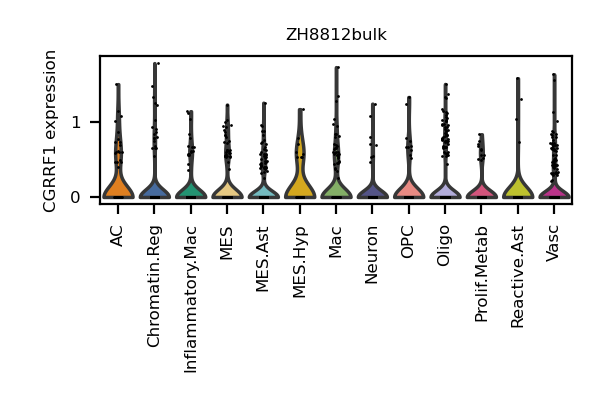 ZH8812bulk
CGRRF1 expression
1
0
AC
Chromatin.Reg
Inflammatory.Mac
MES
MES.Ast
MES.Hyp
Mac
Neuron
OPC
Oligo
Prolif.Metab
Reactive.Ast
Vasc